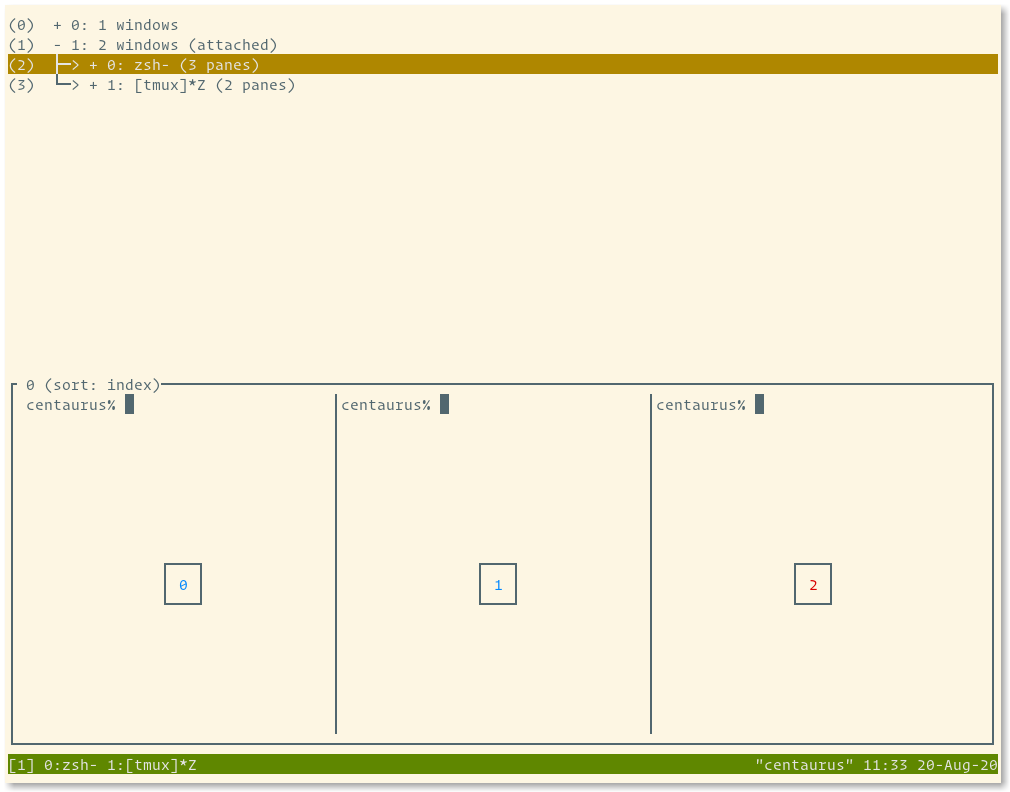 (0)  + 0: 1 windows
(1)  - 1: 2 windows (attached)
(2)  ├─> + 0: zsh- (3 panes)
(3)  └─> + 1: [tmux]*Z (2 panes)
0 (sort: index)
centaurus% centaurus% centaurus%
0 1 2
[1] 0:zsh- 1:[tmux]*Z "centaurus" 11:33 20-Aug-20